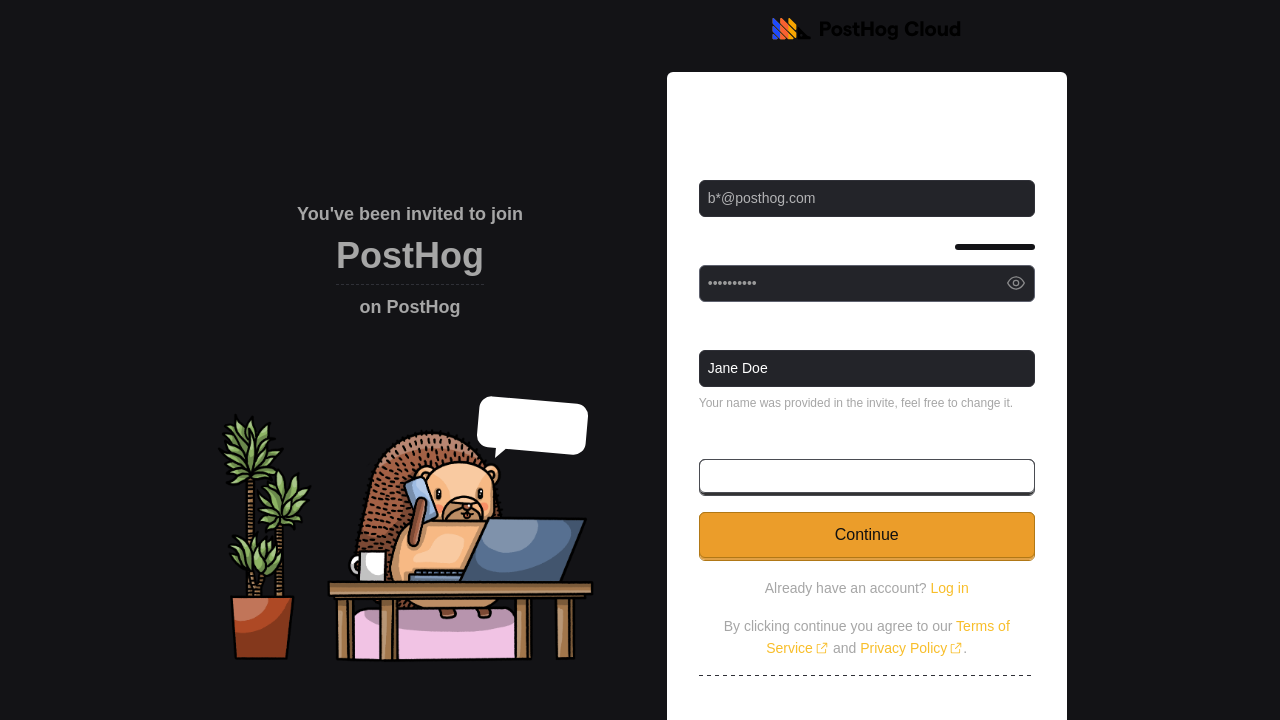 PostHog Cloud
You've been invited to join
PostHog
on PostHog
b*@posthog.com
••••••••••
Jane Doe
Your name was provided in the invite, feel free to change it.
Continue
Already have an account? Log in
By clicking continue you agree to our Terms of
Service and Privacy Policy.